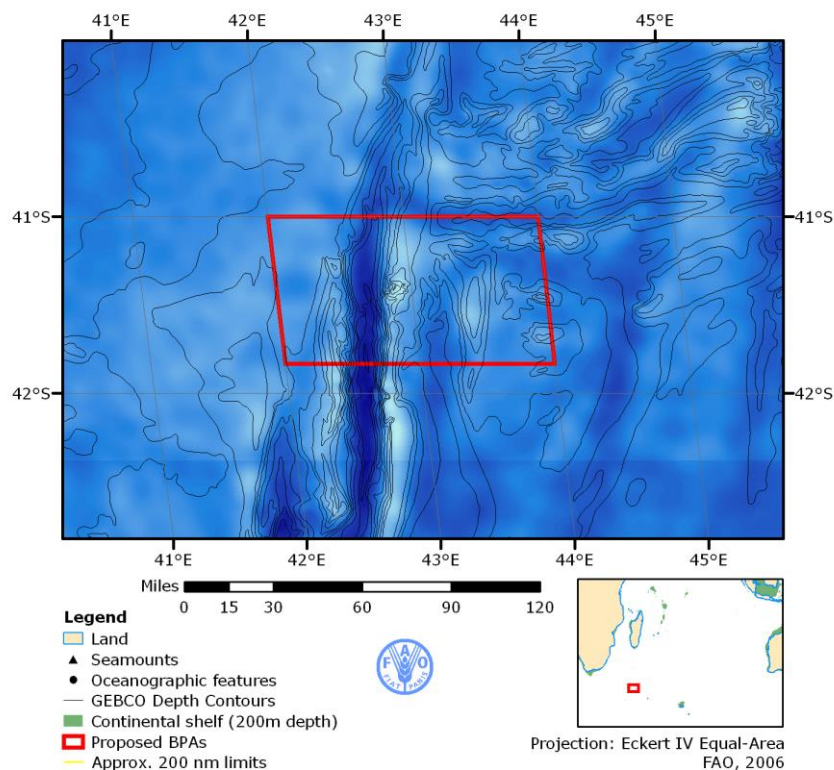 41°E 42°E 43°E 44°E 45°E
41°S 41°S
42°S 42°S
41°E 42°E 43°E 44°E 45°E
Miles
0 15 30 60 90 120
Legend
Land
Seamounts
Oceanographic features
GEBCO Depth Contours
Continental shelf (200m depth)
Proposed BPAs
Approx. 200 nm limits
F A O
FIAT PANIS
Projection: Eckert IV Equal-Area
FAO, 2006